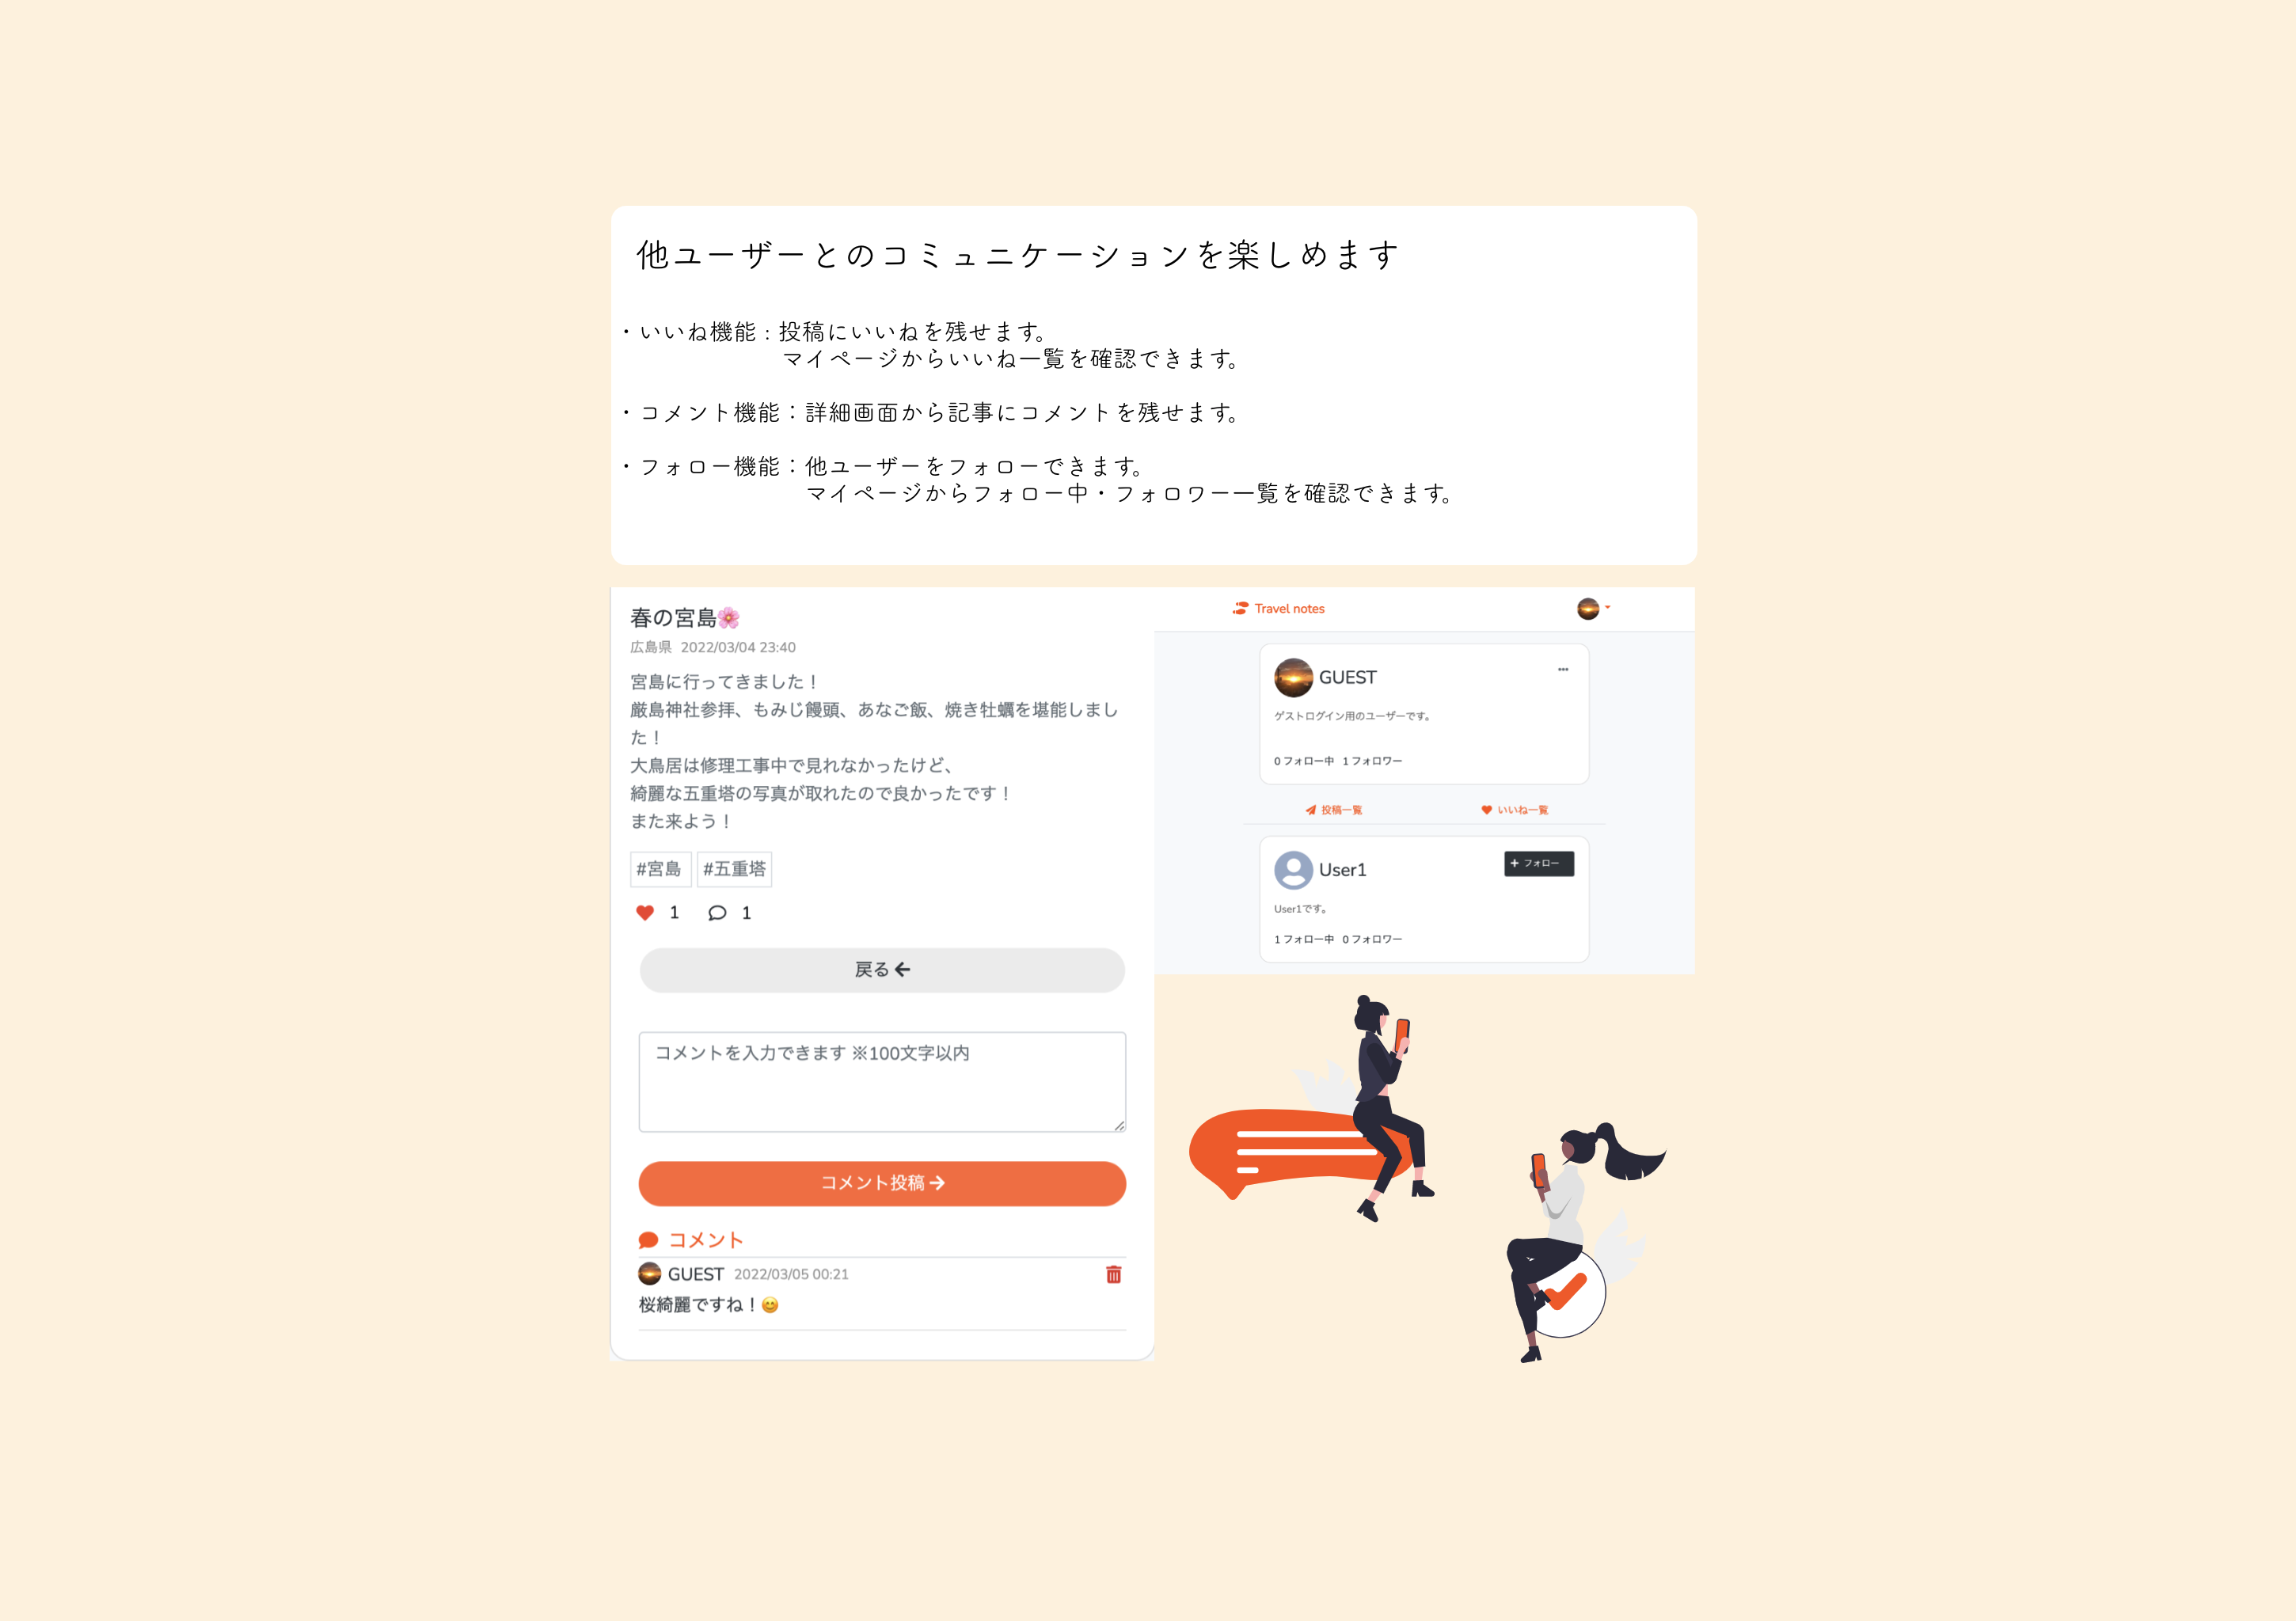 他ユーザーとのコミュニケーションを楽しめます
・いいね機能：投稿にいいねを残せます。
マイページからいいね一覧を確認できます。
・コメント機能：詳細画面から記事にコメントを残せます。
・フォロー機能：他ユーザーをフォローできます。
マイページからフォロー中・フォロワー一覧を確認できます。
春の宮島🌸
広島県 2022/03/04 23:40
宮島に行ってきました！
厳島神社参拝、もみじ饅頭、あなご飯、焼き牡蠣を堪能しまし
た！
大鳥居は修理工事中で見れなかったけど、
綺麗な五重塔の写真が取れたので良かったです！
また来よう！
#宮島 #五重塔
1 1
戻る
コメントを入力できます ※100文字以内
コメント投稿
コメント
GUEST 2022/03/05 00:21
桜綺麗ですね！😊
Travel notes
GUEST
ゲストログイン用のユーザーです。
0 フォロー中 1 フォロワー
投稿一覧 いいね一覧
User1 + フォロー
User1です。
1 フォロー中 0 フォロワー